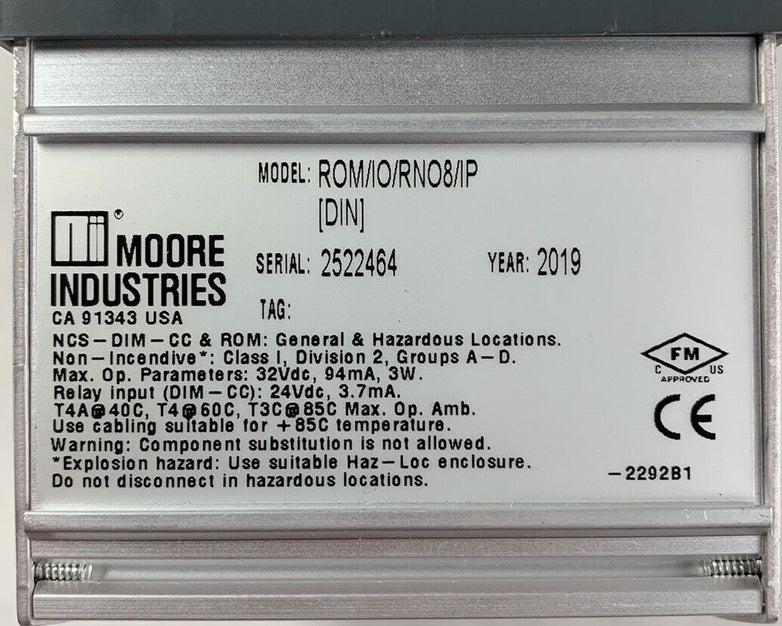 MODEL: ROM/IO/RNO8/IP
[DIN]
MOORE
INDUSTRIES
CA 91343 USA
SERIAL: 2522464 YEAR: 2019
TAG:
NCS-DIM-CC & ROM: General & Hazardous Locations.
Non-Incendive*: Class I, Division 2, Groups A-D.
Max. Op. Parameters: 32Vdc, 94mA, 3W.
Relay input (DIM-CC): 24Vdc, 3.7mA.
T4A@40C, T4@60C, T3C@85C Max. Op. Amb.
Use cabling suitable for +85C temperature.
Warning: Component substitution is not allowed.
*Explosion hazard: Use suitable Haz-Loc enclosure.
Do not disconnect in hazardous locations.
FM
C US
APPROVED
CE
-2292B1